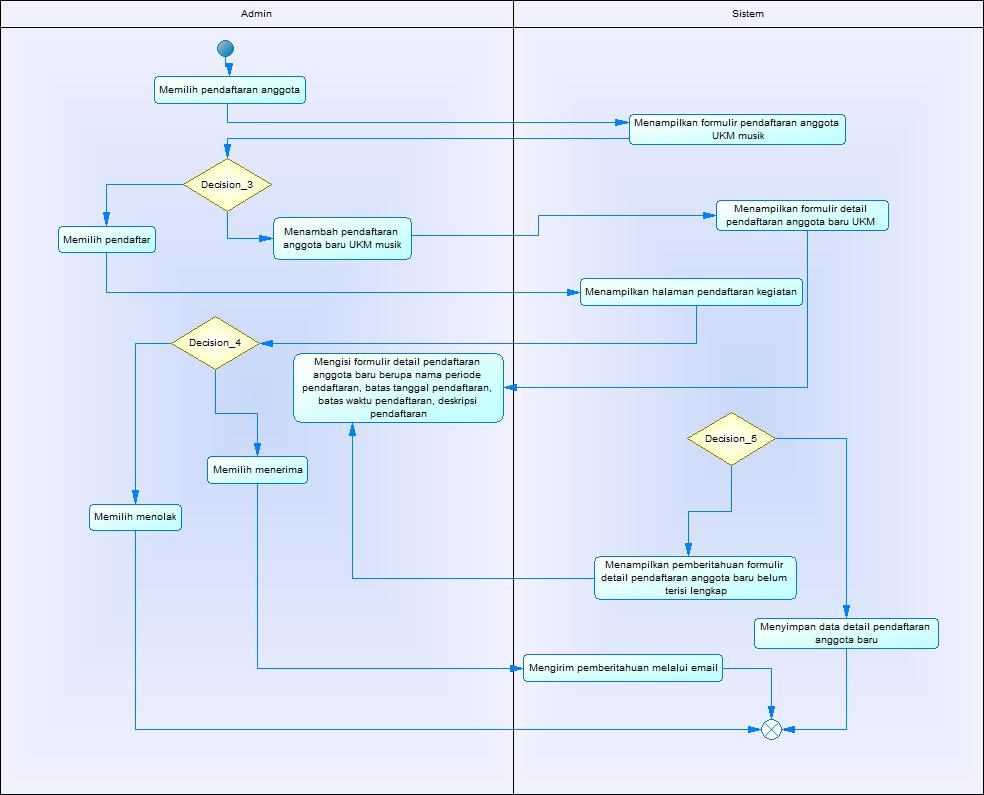 Admin
Sistem
Memilih pendaftaran anggota
Menampilkan formulir pendaftaran anggota
UKM musik
Decision_3
Memilih pendaftar
Menambah pendaftaran
anggota baru UKM musik
Menampilkan formulir detail
pendaftaran anggota baru UKM
Menampilkan halaman pendaftaran kegiatan
Decision_4
Mengisi formulir detail pendaftaran
anggota baru berupa nama periode
pendaftaran, batas tanggal pendaftaran,
batas waktu pendaftaran, deskripsi
pendaftaran
Decision_5
Memilih menerima
Memilih menolak
Menampilkan pemberitahuan formulir
detail pendaftaran anggota baru belum
terisi lengkap
Menyimpan data detail pendaftaran
anggota baru
Mengirim pemberitahuan melalui email